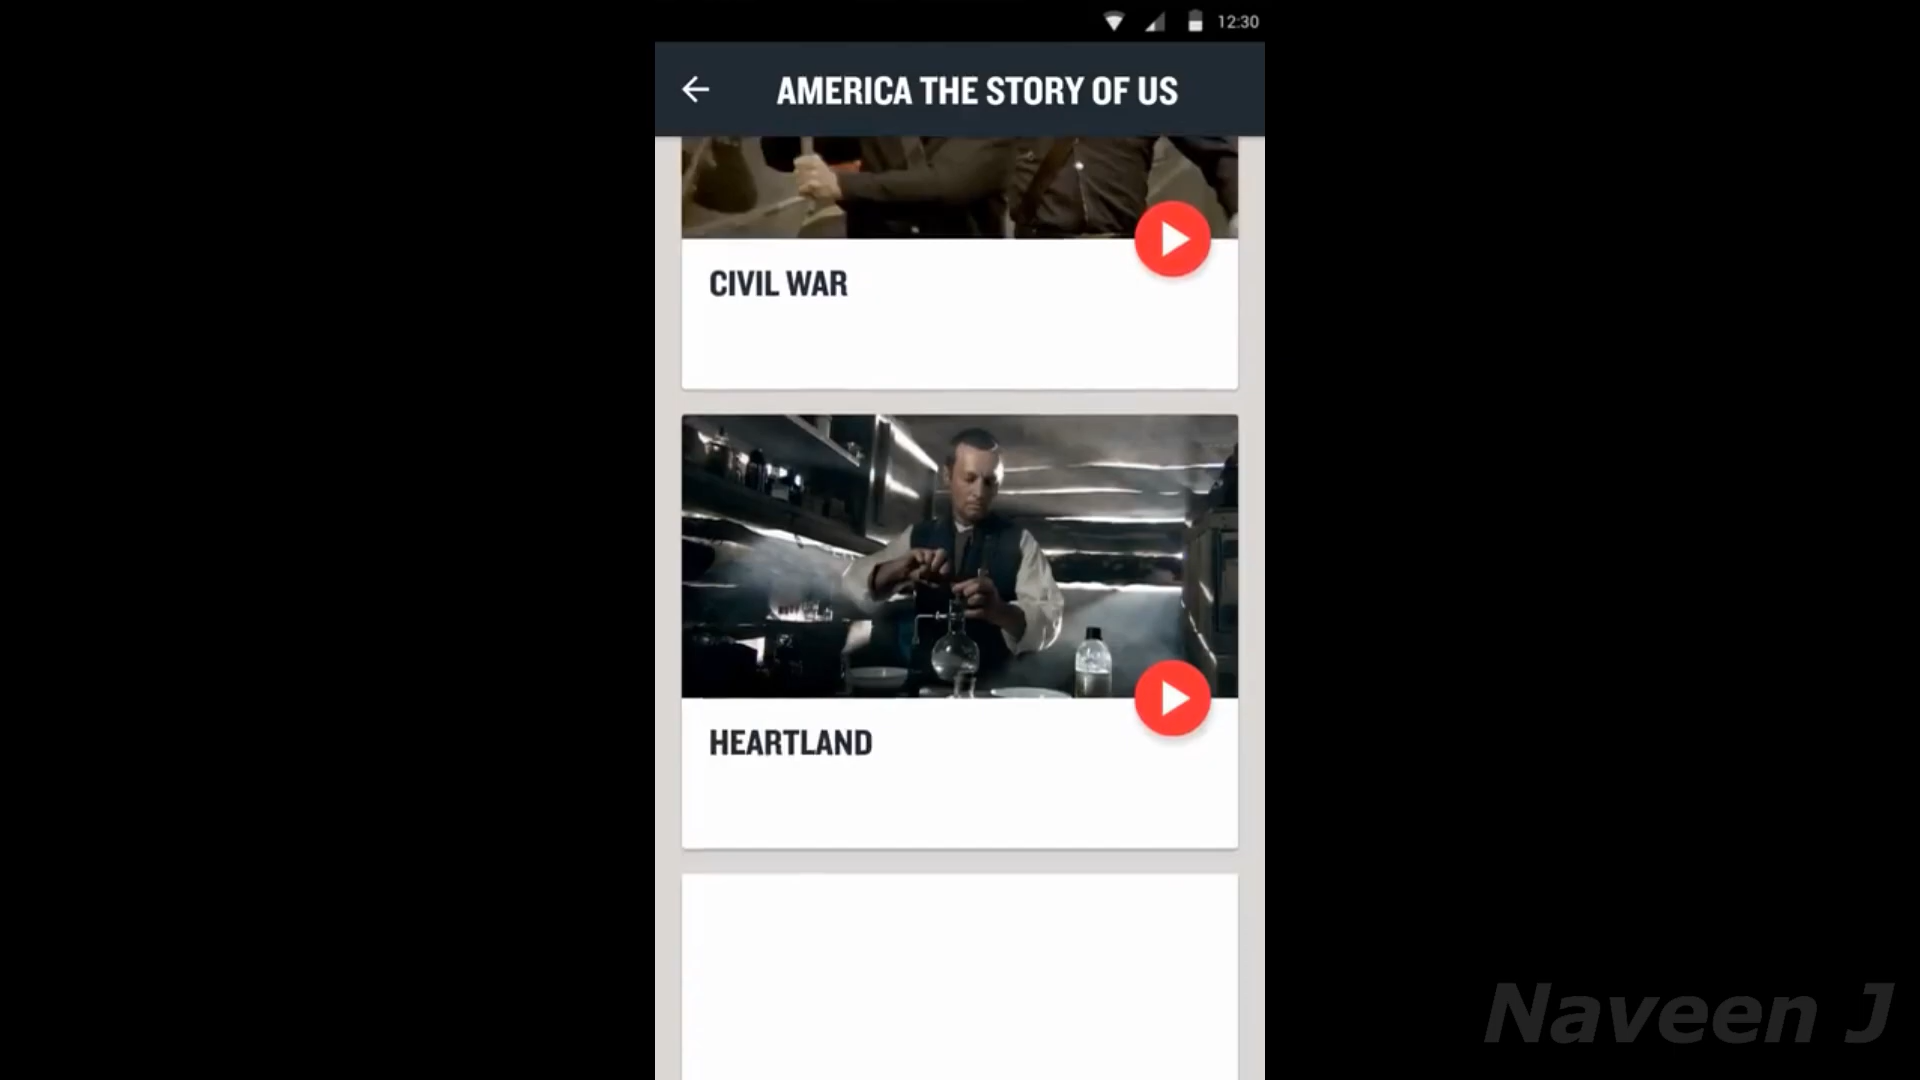 12:30
AMERICA THE STORY OF US
CIVIL WAR
HEARTLAND
Naveen J